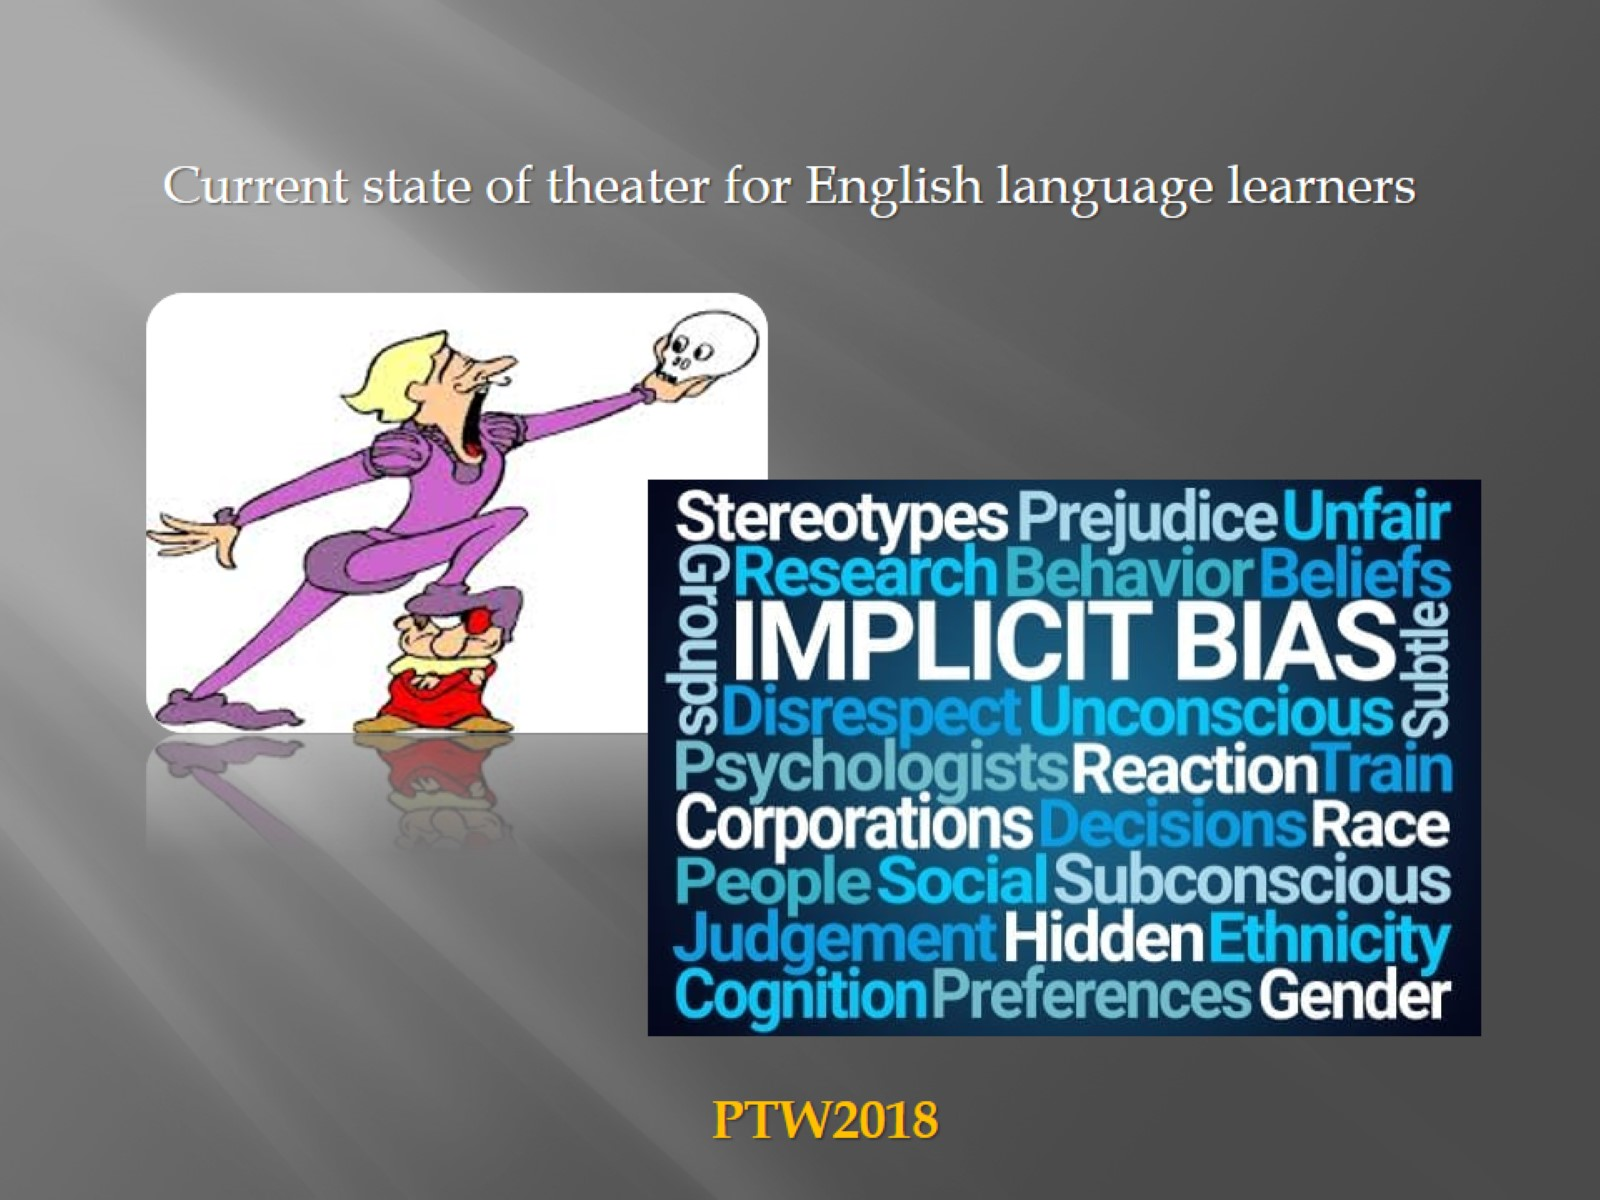 Current state of theater for English language learners
Stereotypes Prejudice Unfair
Groups
Research Behavior Beliefs
IMPLICIT BIAS
Subtle
Disrespect Unconscious
Psychologists Reaction Train
Corporations Decisions Race
People Social Subconscious
Judgement Hidden Ethnicity
Cognition Preferences Gender
PTW2018